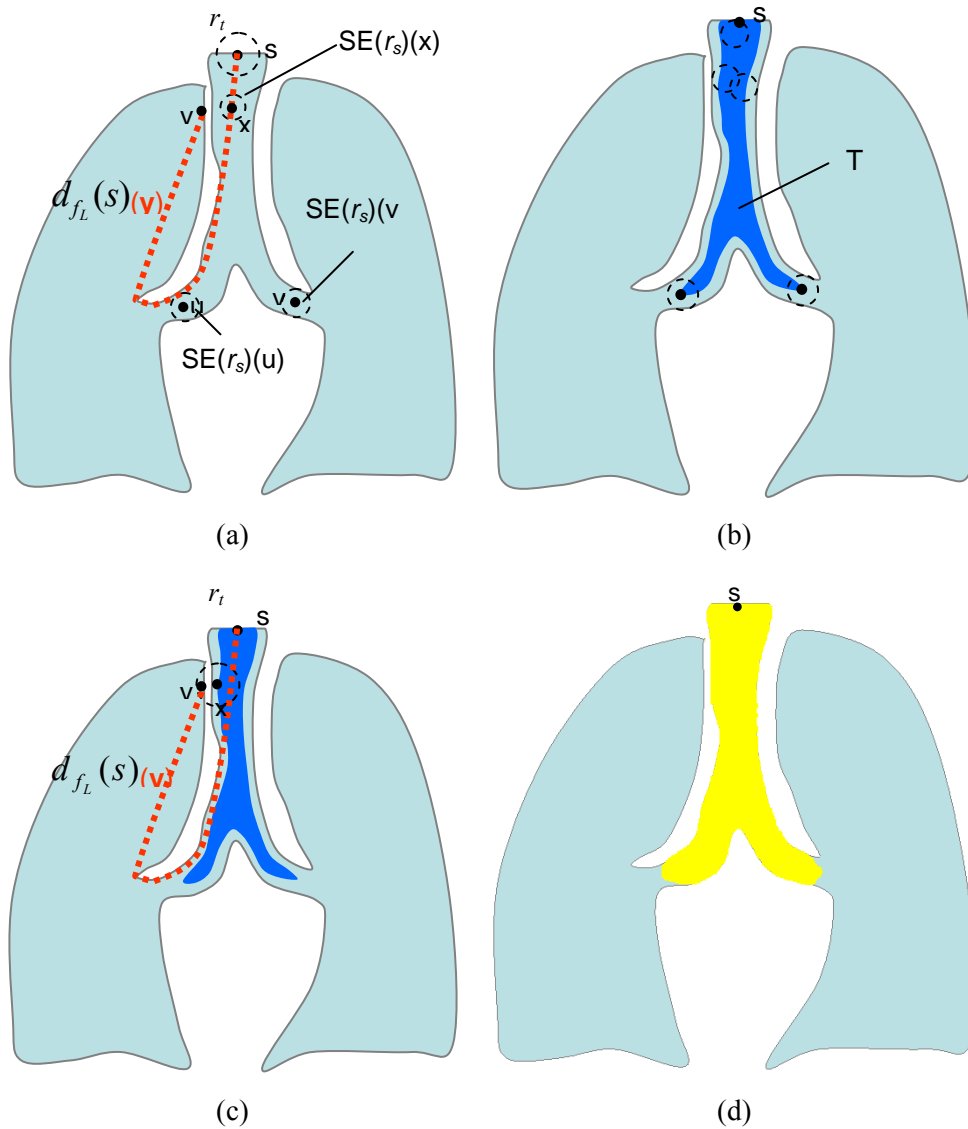 r_t
s
SE(r_s)(x)
v
x
d_{f_L}(s)(v)
SE(r_s)(v
u
v
SE(r_s)(u)
(a)
s
T
(b)
r_t
s
v
x
d_{f_L}(s)(v)
(c)
s
(d)